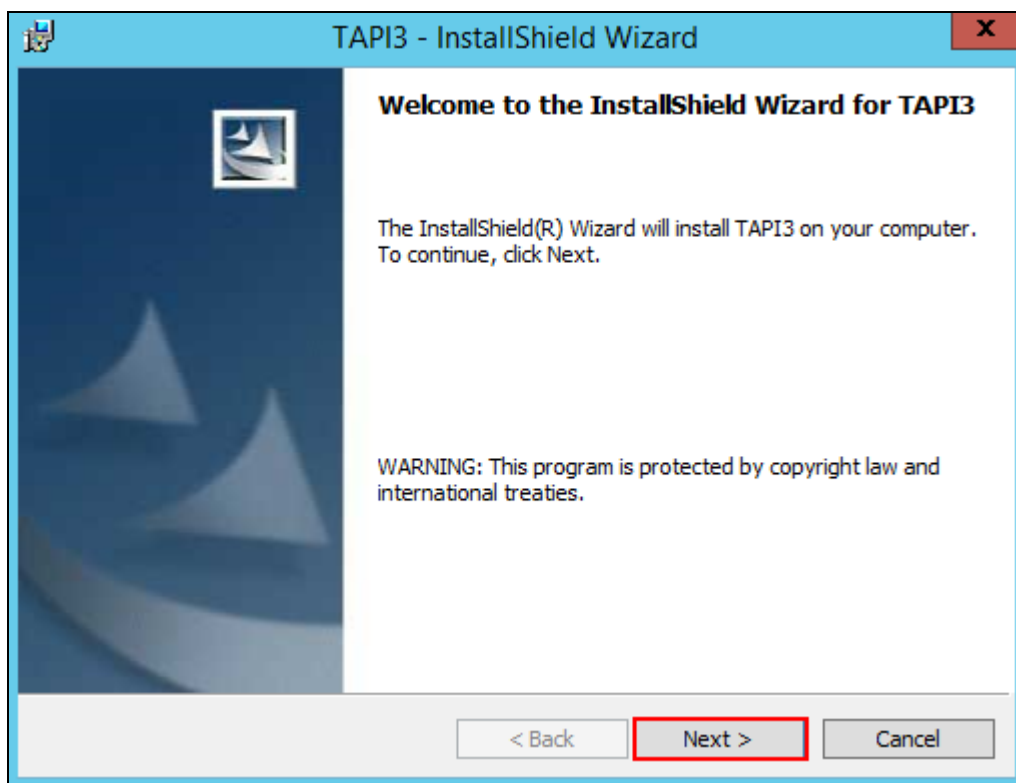 TAPI3 - InstallShield Wizard
x
Welcome to the InstallShield Wizard for TAPI3
The InstallShield(R) Wizard will install TAPI3 on your computer.
To continue, click Next.
WARNING: This program is protected by copyright law and
international treaties.
< Back Next > Cancel